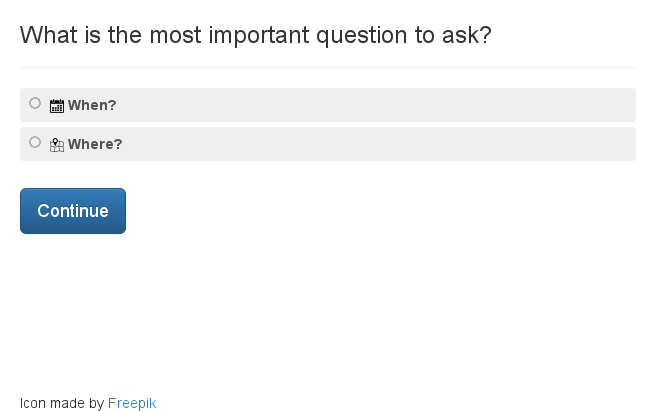 What is the most important question to ask?
When?
Where?
Continue
Icon made by Freepik